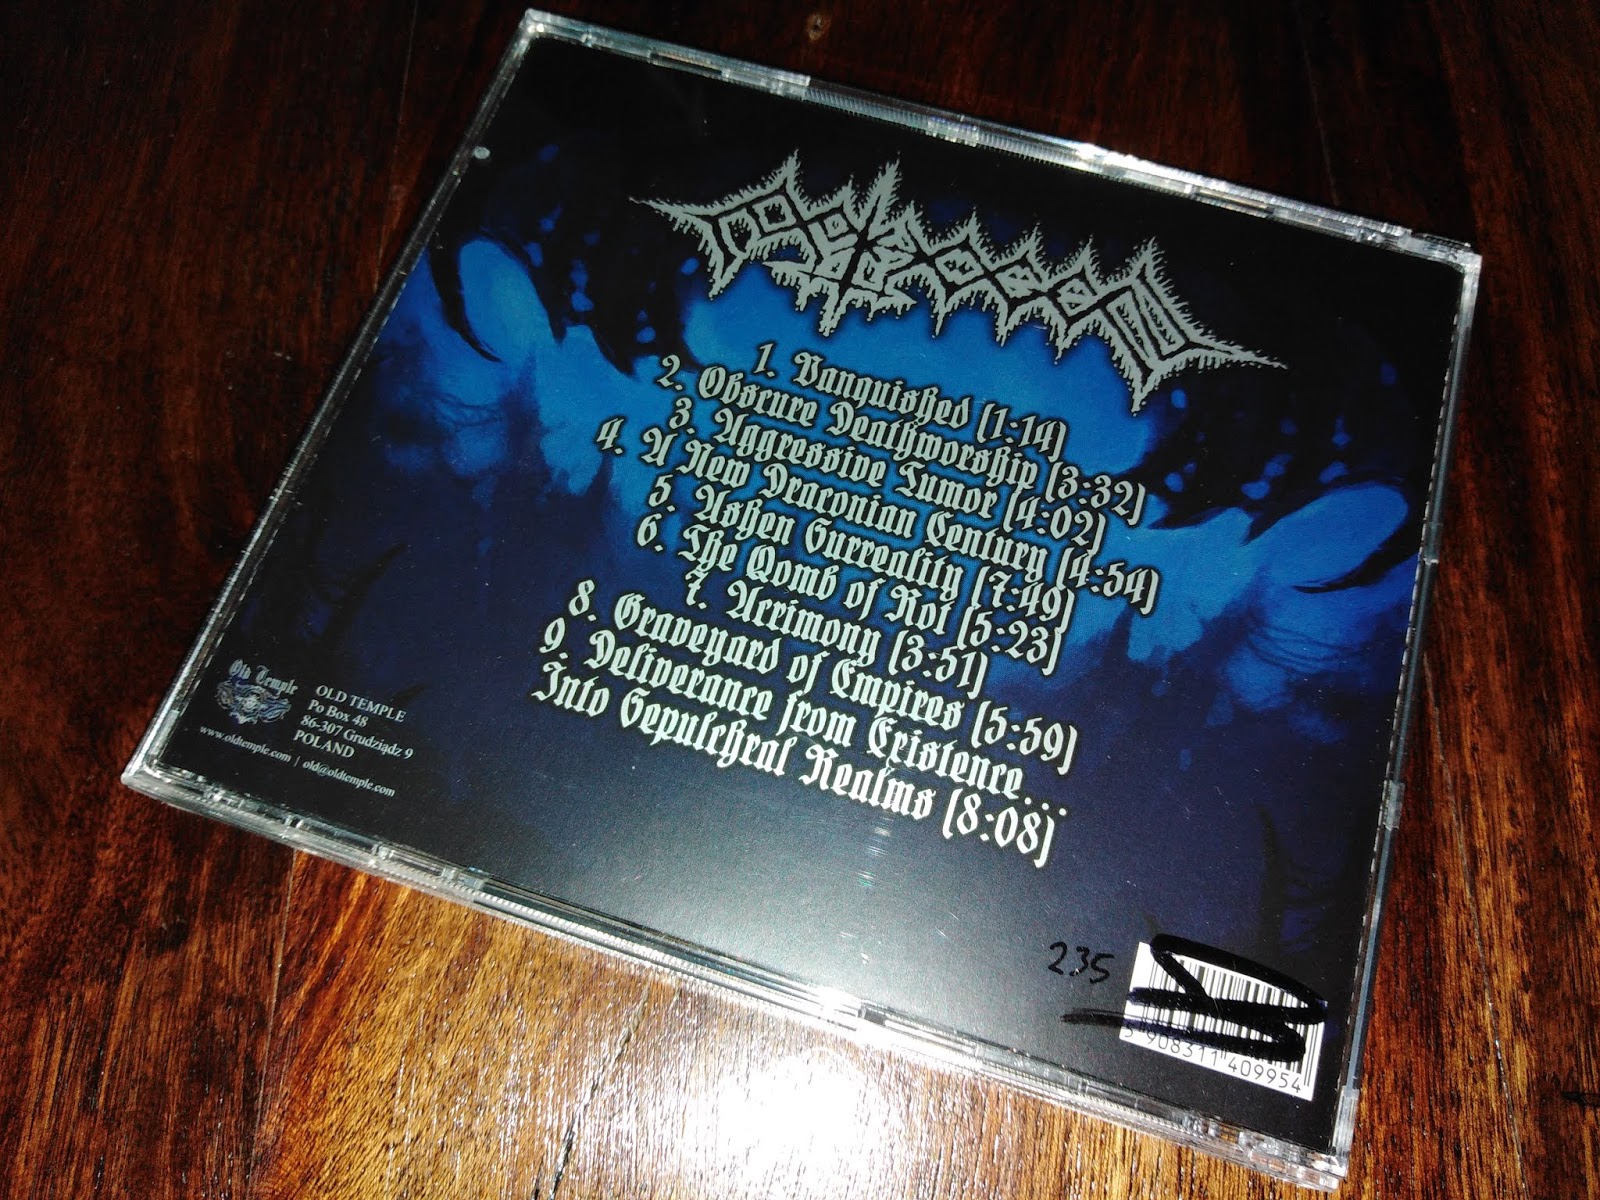 1. Vanquished (1:14)
2. Obscure Deathworship (3:32)
3. Aggressive Tumor (4:02)
4. A New Draconian Century (4:54)
5. Ashen Surreality (7:49)
6. The Womb of Rot (5:23)
7. Acrimony (3:51)
8. Graveyard of Empires (5:59)
9. Deliverance from Existence...
Into Sepulchral Realms (8:08)
Old Temple
OLD TEMPLE
Po Box 48
86-307 Grudziądz 9
POLAND
www.oldtemple.com | old@oldtemple.com
235
5 908311 409954